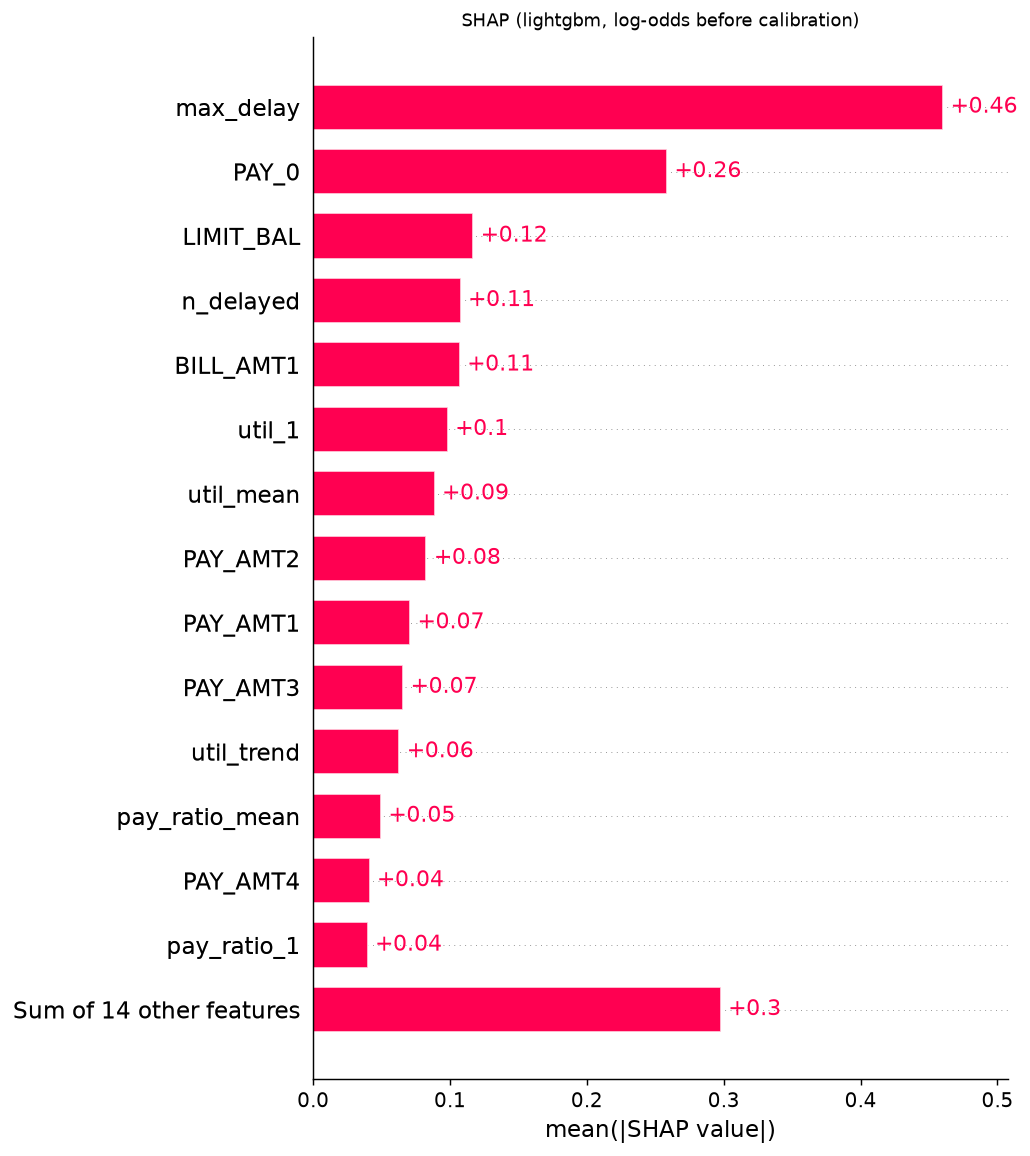 SHAP (lightgbm, log-odds before calibration)
max_delay +0.46
PAY_0 +0.26
LIMIT_BAL +0.12
n_delayed +0.11
BILL_AMT1 +0.11
util_1 +0.1
util_mean +0.09
PAY_AMT2 +0.08
PAY_AMT1 +0.07
PAY_AMT3 +0.07
util_trend +0.06
pay_ratio_mean +0.05
PAY_AMT4 +0.04
pay_ratio_1 +0.04
Sum of 14 other features +0.3
0.0 0.1 0.2 0.3 0.4 0.5
mean(|SHAP value|)